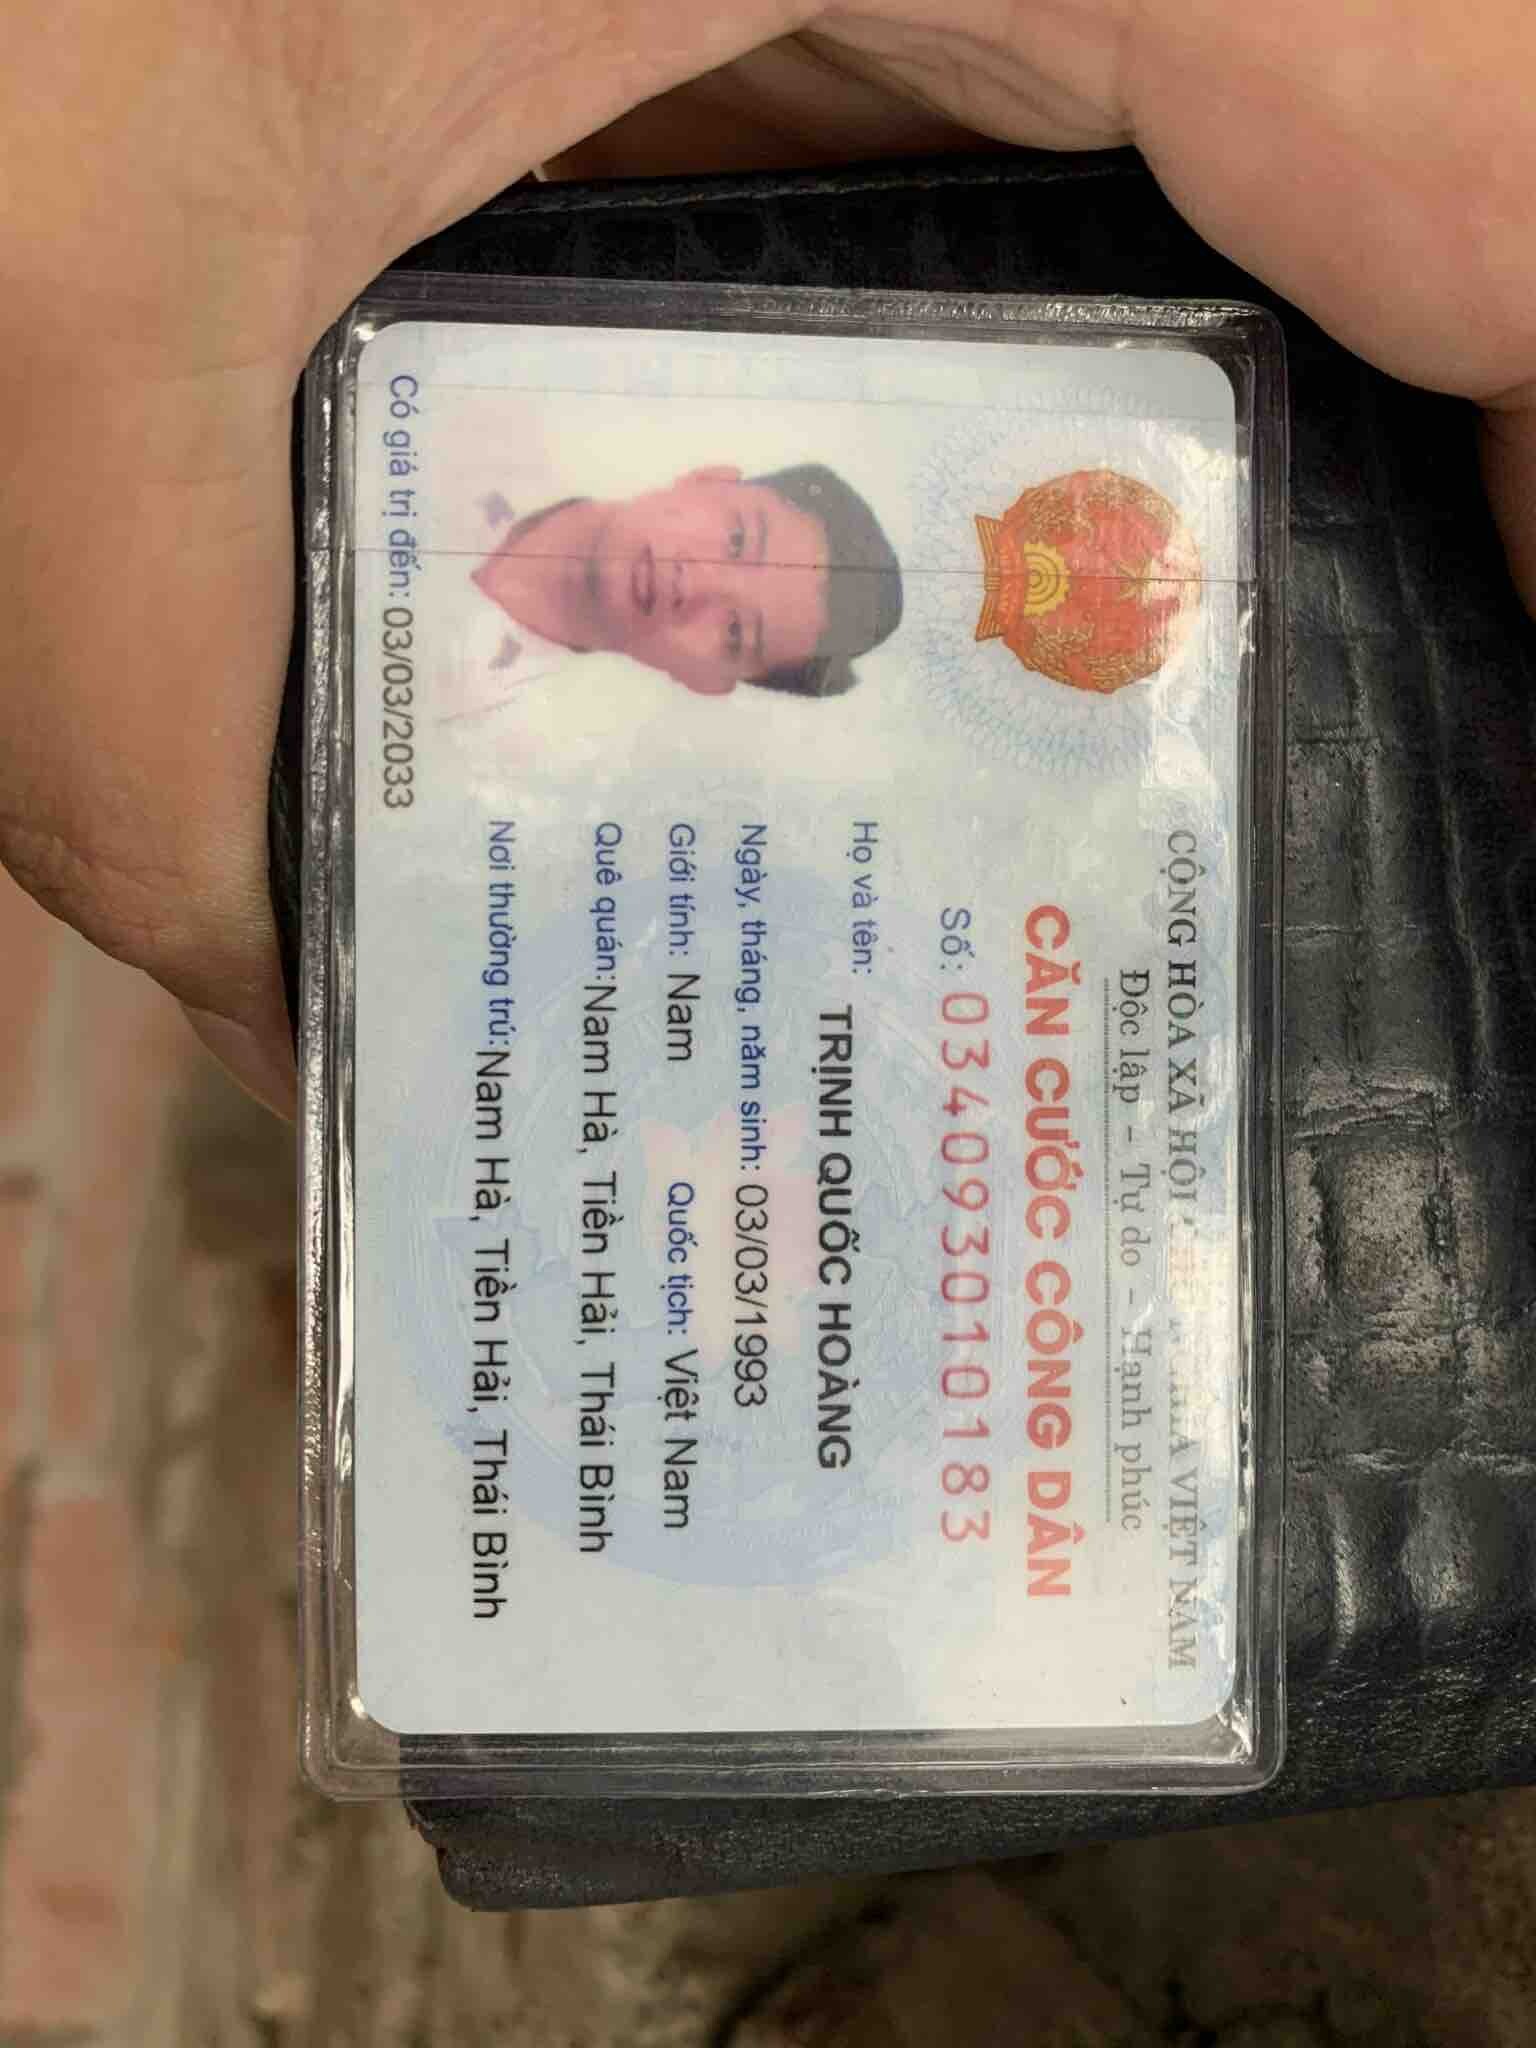 CỘNG HÒA XÃ HỘI NGHĨA VIỆT NAM
Độc lập - Tự do - Hạnh phúc
CĂN CƯỚC CÔNG DÂN
Số: 034093010183
Họ và tên: TRỊNH QUỐC HOÀNG
Ngày, tháng, năm sinh: 03/03/1993
Giới tính: Nam Quốc tịch: Việt Nam
Quê quán: Nam Hà, Tiền Hải, Thái Bình
Nơi thường trú: Nam Hà, Tiền Hải, Thái Bình
Có giá trị đến: 03/03/2033